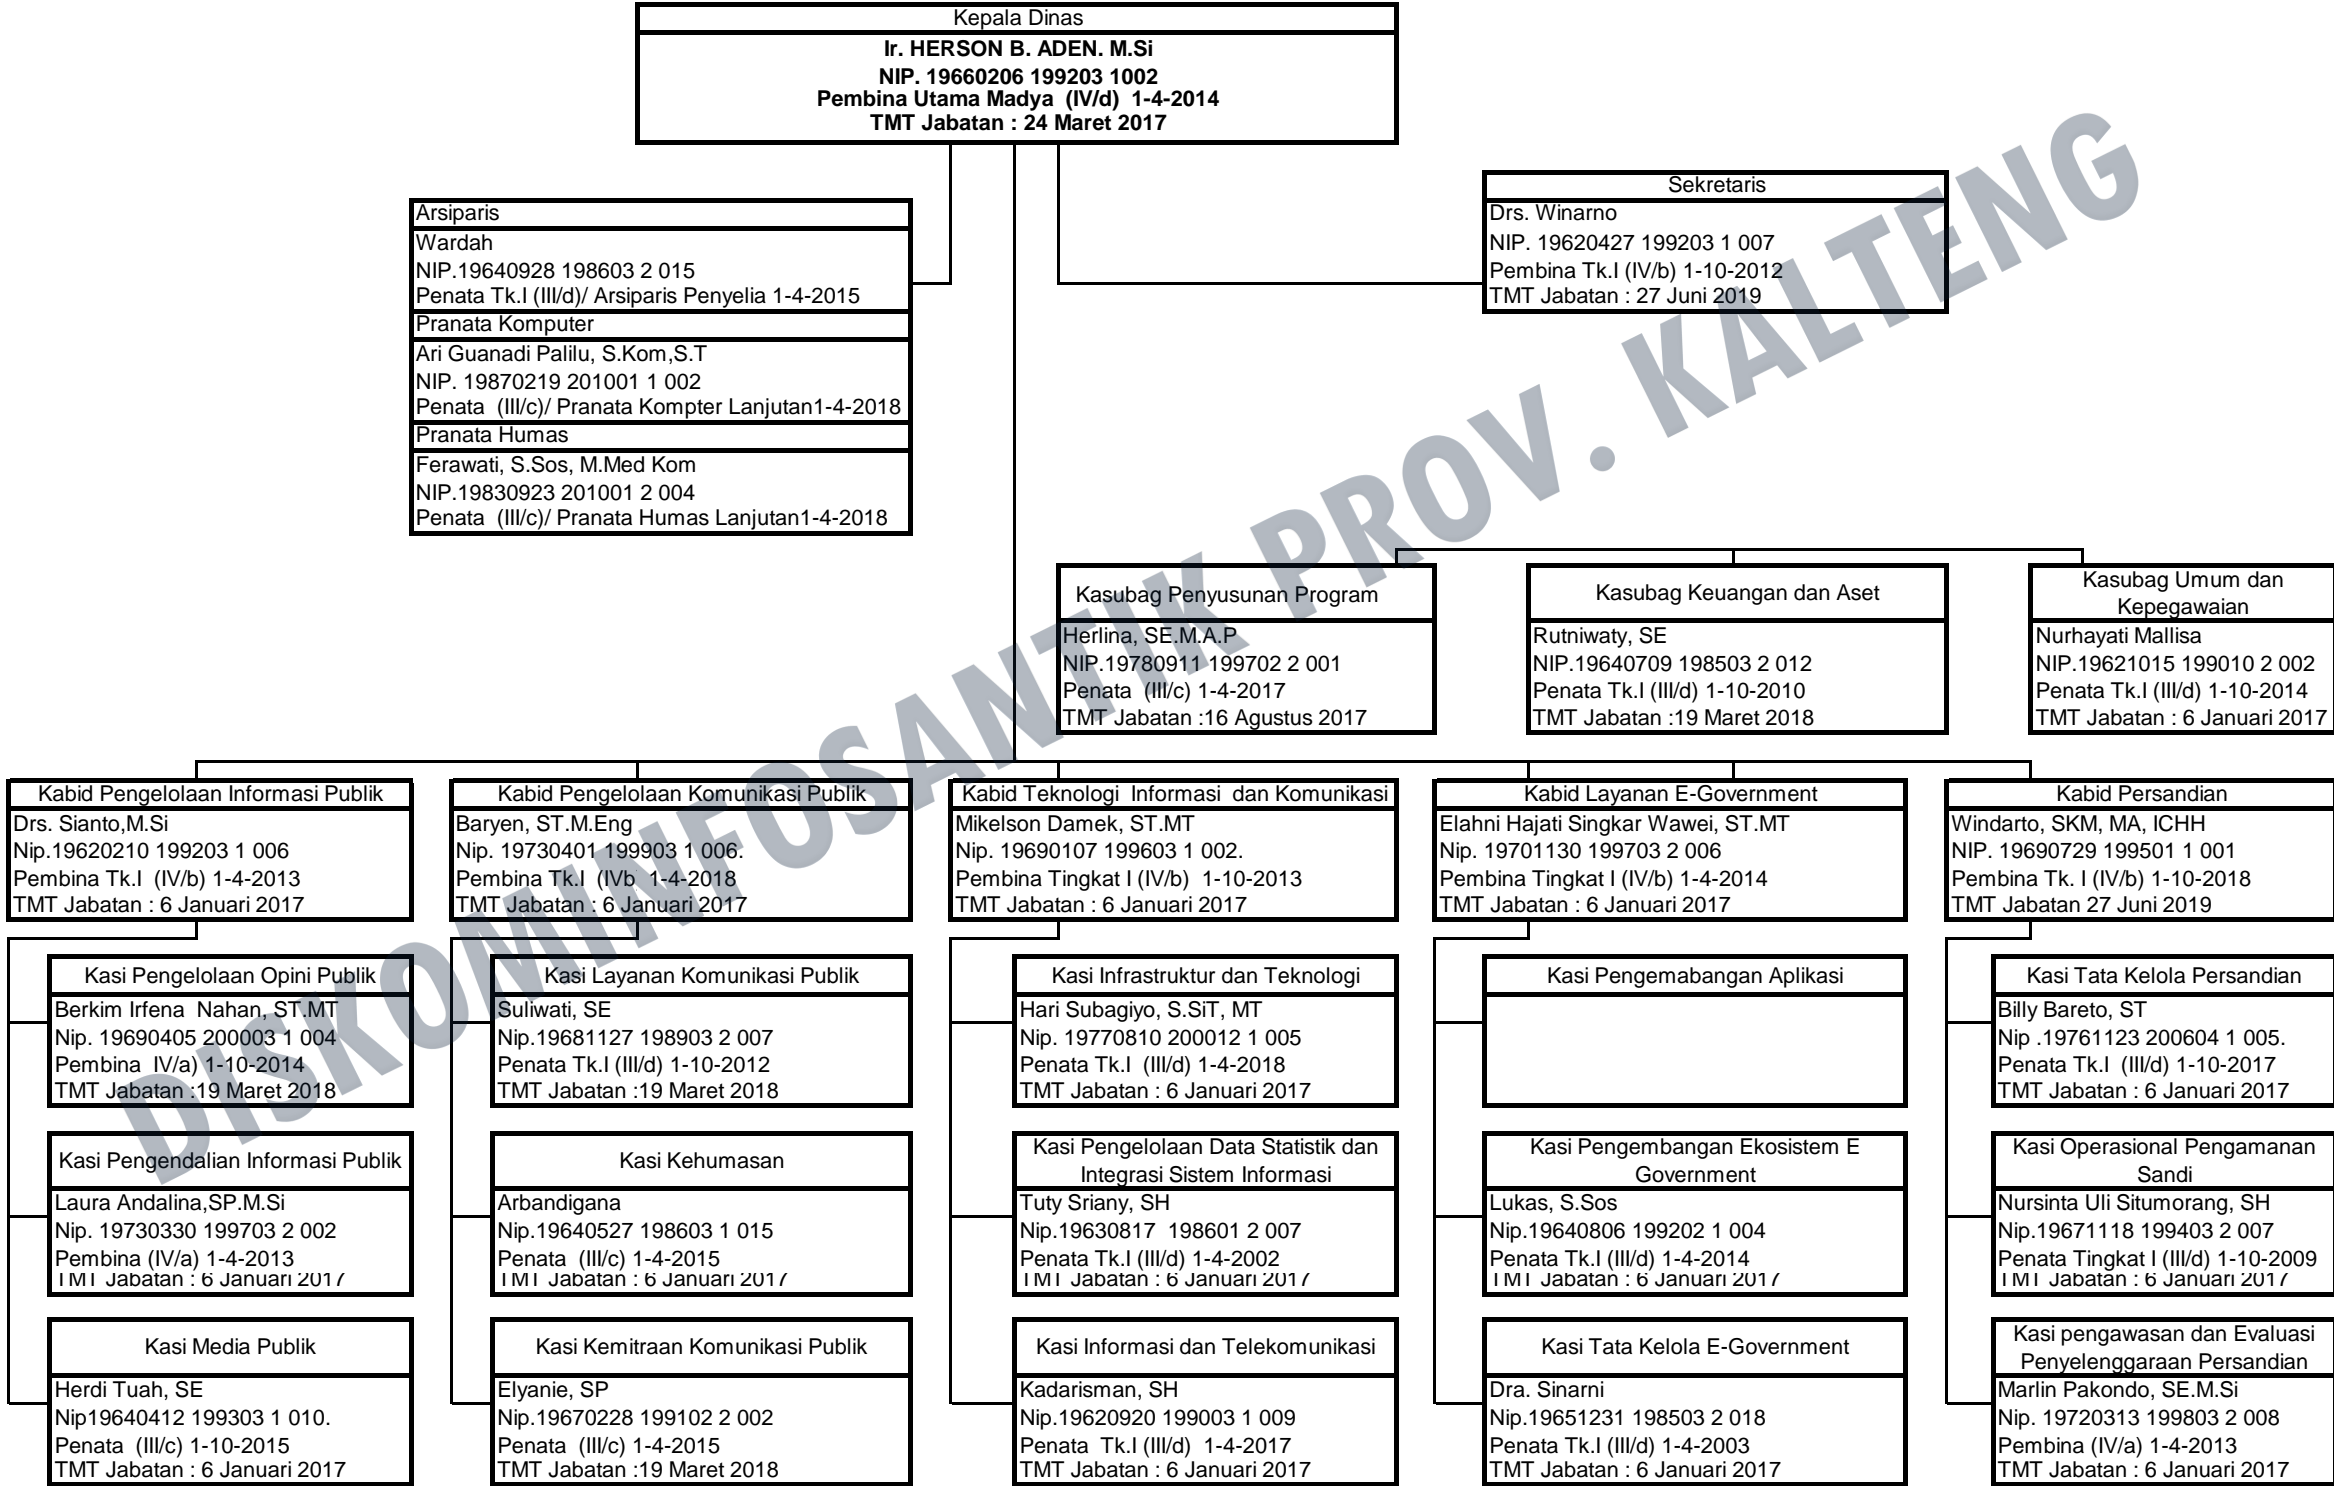 Kepala Dinas
Ir. HERSON B. ADEN. M.Si
NIP. 19660206 199203 1002
Pembina Utama Madya (IV/d) 1-4-2014
TMT Jabatan : 24 Maret 2017
Sekretaris
Drs. Winarno
NIP. 19620427 199203 1 007
Pembina Tk.I (IV/b) 1-10-2012
TMT Jabatan : 27 Juni 2019
Arsiparis
Wardah
NIP.19640928 198603 2 015
Penata Tk.I (III/d)/ Arsiparis Penyelia 1-4-2015
Pranata Komputer
Ari Guanadi Palilu, S.Kom,S.T
NIP. 19870219 201001 1 002
Penata (III/c)/ Pranata Kompter Lanjutan1-4-2018
Pranata Humas
Ferawati, S.Sos, M.Med Kom
NIP.19830923 201001 2 004
Penata (III/c)/ Pranata Humas Lanjutan1-4-2018
Kasubag Penyusunan Program
Herlina, SE.M.A.P
NIP.19780911 199702 2 001
Penata (III/c) 1-4-2017
TMT Jabatan :16 Agustus 2017
Kasubag Keuangan dan Aset
Rutniwaty, SE
NIP.19640709 198503 2 012
Penata Tk.I (III/d) 1-10-2010
TMT Jabatan :19 Maret 2018
Kasubag Umum dan
Kepegawaian
Nurhayati Mallisa
NIP.19621015 199010 2 002
Penata Tk.I (III/d) 1-10-2014
TMT Jabatan : 6 Januari 2017
Kabid Pengelolaan Informasi Publik
Drs. Sianto,M.Si
Nip.19620210 199203 1 006
Pembina Tk.I (IV/b) 1-4-2013
TMT Jabatan : 6 Januari 2017
Kasi Pengelolaan Opini Publik
Berkim Irfena Nahan, ST.MT
Nip. 19690405 200003 1 004
Pembina IV/a) 1-10-2014
TMT Jabatan :19 Maret 2018
Kasi Pengendalian Informasi Publik
Laura Andalina,SP.M.Si
Nip. 19730330 199703 2 002
Pembina (IV/a) 1-4-2013
TMT Jabatan : 6 Januari 2017
Kasi Media Publik
Herdi Tuah, SE
Nip19640412 199303 1 010.
Penata (III/c) 1-10-2015
TMT Jabatan : 6 Januari 2017
Kabid Pengelolaan Komunikasi Publik
Baryen, ST.M.Eng
Nip. 19730401 199903 1 006.
Pembina Tk.I (IVb 1-4-2018
TMT Jabatan : 6 Januari 2017
Kasi Layanan Komunikasi Publik
Suliwati, SE
Nip.19681127 198903 2 007
Penata Tk.I (III/d) 1-10-2012
TMT Jabatan :19 Maret 2018
Kasi Kehumasan
Arbandigana
Nip.19640527 198603 1 015
Penata (III/c) 1-4-2015
TMT Jabatan : 6 Januari 2017
Kasi Kemitraan Komunikasi Publik
Elyanie, SP
Nip.19670228 199102 2 002
Penata (III/c) 1-4-2015
TMT Jabatan :19 Maret 2018
Kabid Teknologi Informasi dan Komunikasi
Mikelson Damek, ST.MT
Nip. 19690107 199603 1 002.
Pembina Tingkat I (IV/b) 1-10-2013
TMT Jabatan : 6 Januari 2017
Kasi Infrastruktur dan Teknologi
Hari Subagiyo, S.SiT, MT
Nip. 19770810 200012 1 005
Penata Tk.I (III/d) 1-4-2018
TMT Jabatan : 6 Januari 2017
Kasi Pengelolaan Data Statistik dan
Integrasi Sistem Informasi
Tuty Sriany, SH
Nip.19630817 198601 2 007
Penata Tk.I (III/d) 1-4-2002
TMT Jabatan : 6 Januari 2017
Kasi Informasi dan Telekomunikasi
Kadarisman, SH
Nip.19620920 199003 1 009
Penata Tk.I (III/d) 1-4-2017
TMT Jabatan : 6 Januari 2017
Kabid Layanan E-Government
Elahni Hajati Singkar Wawei, ST.MT
Nip. 19701130 199703 2 006
Pembina Tingkat I (IV/b) 1-4-2014
TMT Jabatan : 6 Januari 2017
Kasi Pengemabangan Aplikasi
Kasi Pengembangan Ekosistem E
Government
Lukas, S.Sos
Nip.19640806 199202 1 004
Penata Tk.I (III/d) 1-4-2014
TMT Jabatan : 6 Januari 2017
Kasi Tata Kelola E-Government
Dra. Sinarni
Nip.19651231 198503 2 018
Penata Tk.I (III/d) 1-4-2003
TMT Jabatan : 6 Januari 2017
Kabid Persandian
Windarto, SKM, MA, ICHH
NIP. 19690729 199501 1 001
Pembina Tk. I (IV/b) 1-10-2018
TMT Jabatan 27 Juni 2019
Kasi Tata Kelola Persandian
Billy Bareto, ST
Nip .19761123 200604 1 005.
Penata Tk.I (III/d) 1-10-2017
TMT Jabatan : 6 Januari 2017
Kasi Operasional Pengamanan
Sandi
Nursinta Uli Situmorang, SH
Nip.19671118 199403 2 007
Penata Tingkat I (III/d) 1-10-2009
TMT Jabatan : 6 Januari 2017
Kasi pengawasan dan Evaluasi
Penyelenggaraan Persandian
Marlin Pakondo, SE.M.Si
Nip. 19720313 199803 2 008
Pembina (IV/a) 1-4-2013
TMT Jabatan : 6 Januari 2017
DISKOMINFOSANTIK PROV. KALTENG